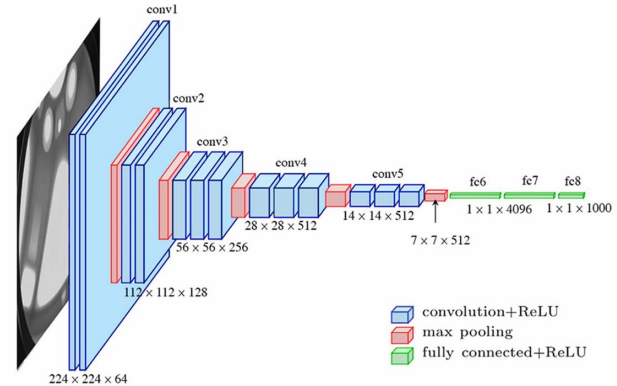 conv1
conv2
conv3
conv4
conv5
fc6
fc7
fc8
1 × 1 × 4096
1 × 1 × 1000
14 × 14 × 512
28 × 28 × 512
7 × 7 × 512
56 × 56 × 256
112 × 112 × 128
224 × 224 × 64
convolution+ReLU
max pooling
fully connected+ReLU